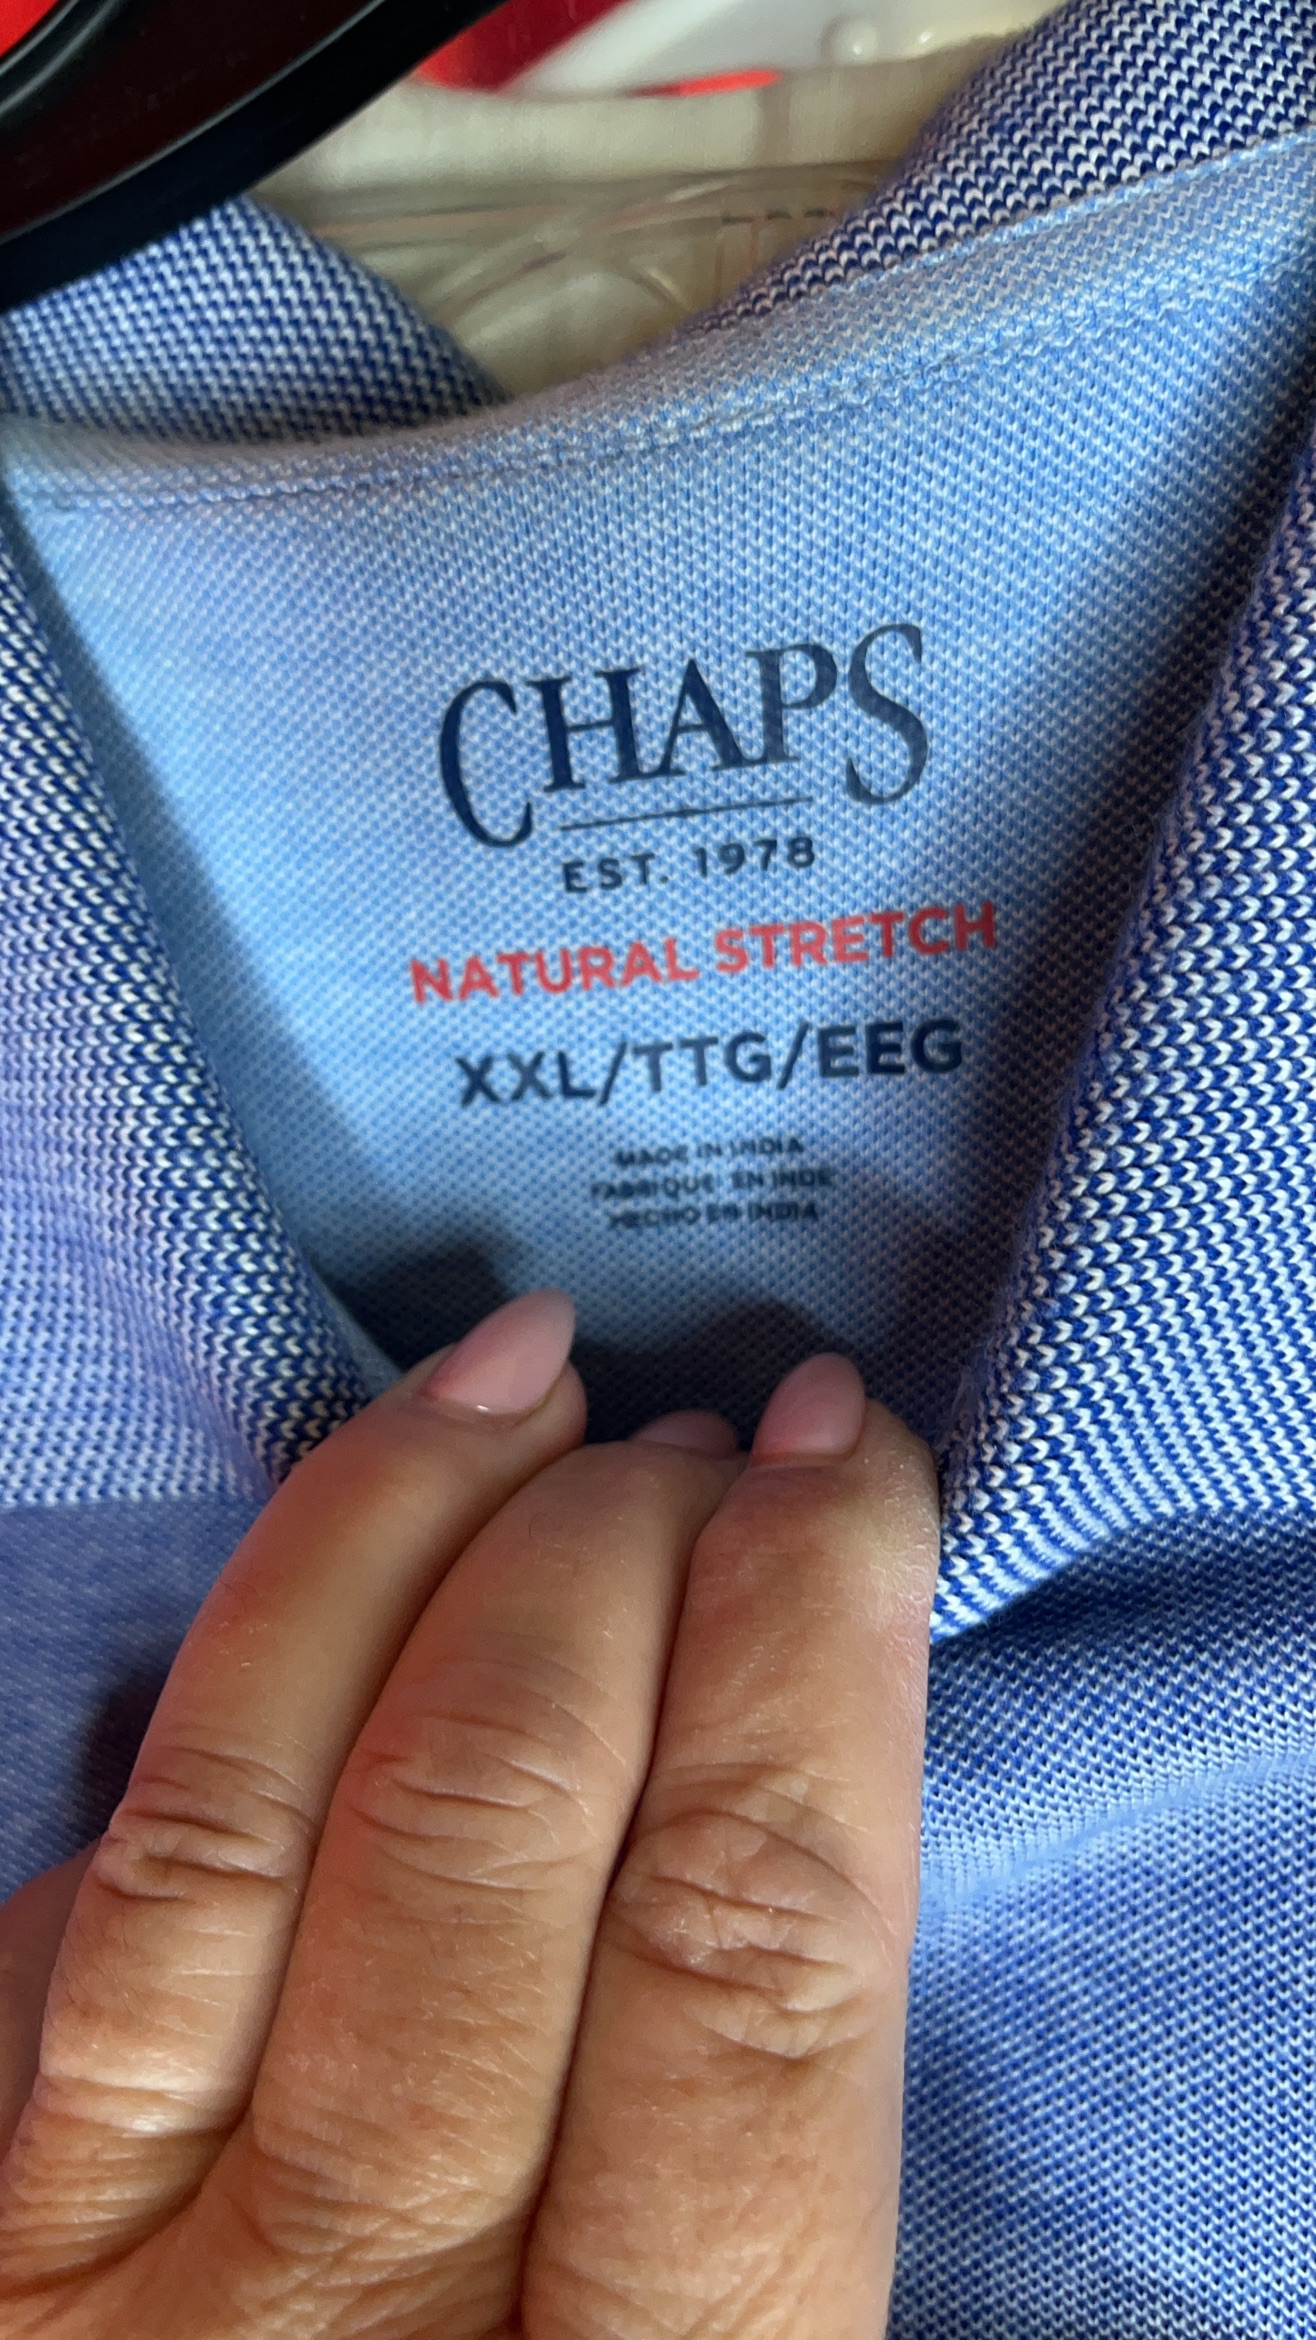 CHAPS
EST. 1978
NATURAL STRETCH
XXL/TTG/EEG
MADE IN INDIA
FABRIQUE EN INDE
HECHO EN INDIA